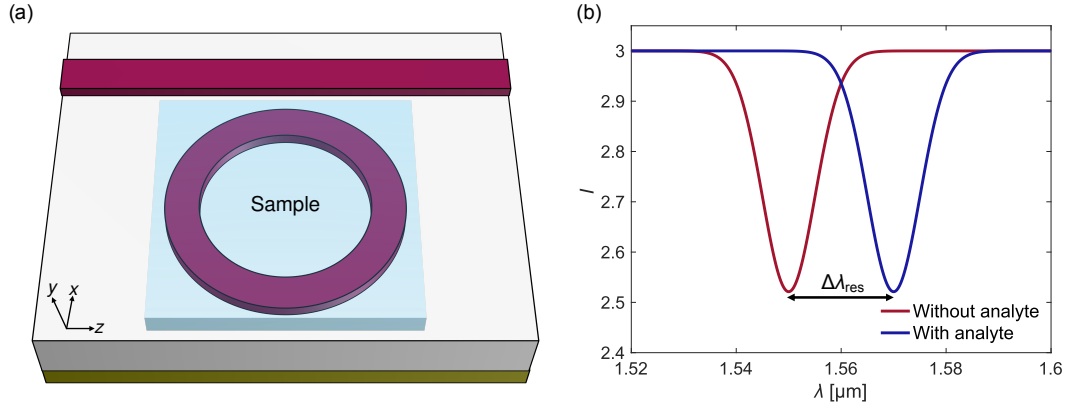 (a)
Sample
y
x
z
(b)
3
2.9
2.8
2.7
2.6
2.5
2.4
I
Δλres
Without analyte
With analyte
1.52 1.54 1.56 1.58 1.6
λ [μm]